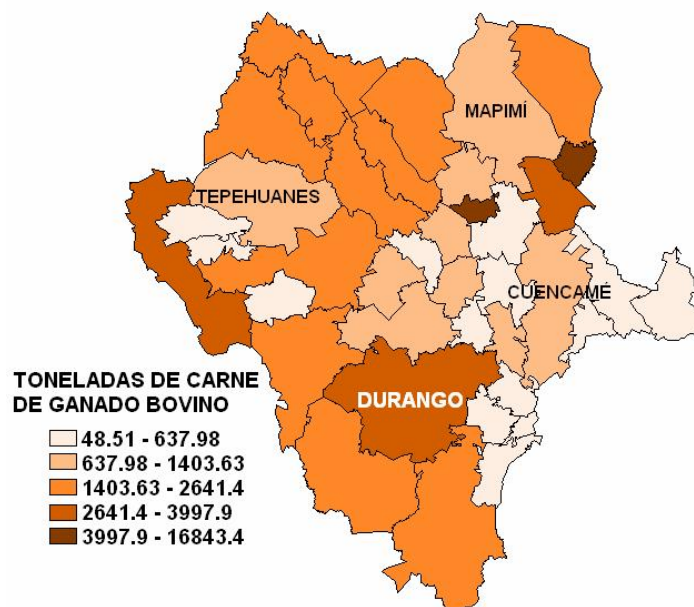 MAPIMÍ
TEPEHUANES
CUENCAMÉ
DURANGO
TONELADAS DE CARNE
DE GANADO BOVINO
48.51 - 637.98
637.98 - 1403.63
1403.63 - 2641.4
2641.4 - 3997.9
3997.9 - 16843.4